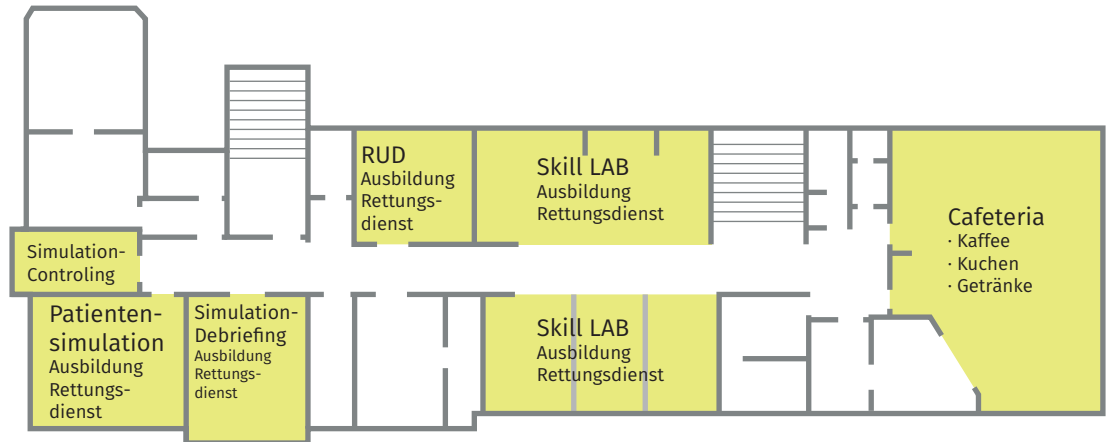 RUD
Ausbildung
Rettungs-
dienst
Skill LAB
Ausbildung
Rettungsdienst
Cafeteria
· Kaffee
· Kuchen
· Getränke
Simulation-
Controling
Patienten-
simulation
Ausbildung
Rettungs-
dienst
Simulation-
Debriefing
Ausbildung
Rettungs-
dienst
Skill LAB
Ausbildung
Rettungsdienst